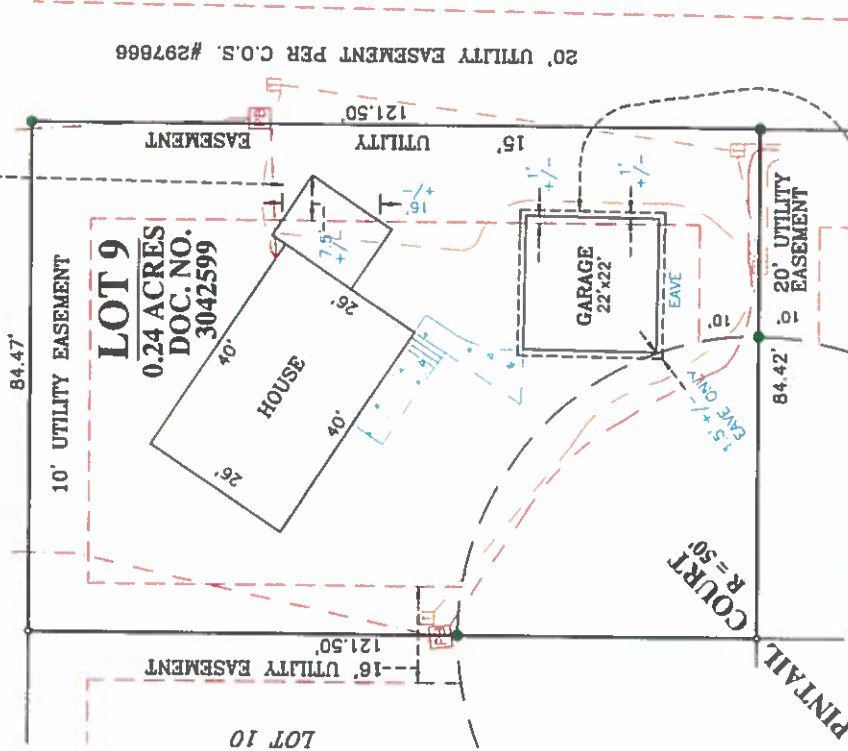 20' UTILITY EASEMENT PER C.O.S. #297866
121.50'
15' UTILITY EASEMENT
PB
T
84.47'
10' UTILITY EASEMENT
LOT 9
0.24 ACRES
DOC. NO.
3042599
7.5'
+/-
16'
+/-
1'
+/-
1'
+/-
26'
40'
HOUSE
40'
26'
GARAGE
22'x22'
EAVE
20' UTILITY
EASEMENT
10'
10'
84.42'
1.5' +/-
EAVE ONLY
T
PB
T
121.50'
16' UTILITY EASEMENT
LOT 10
PINTAIL COURT
R = 50'